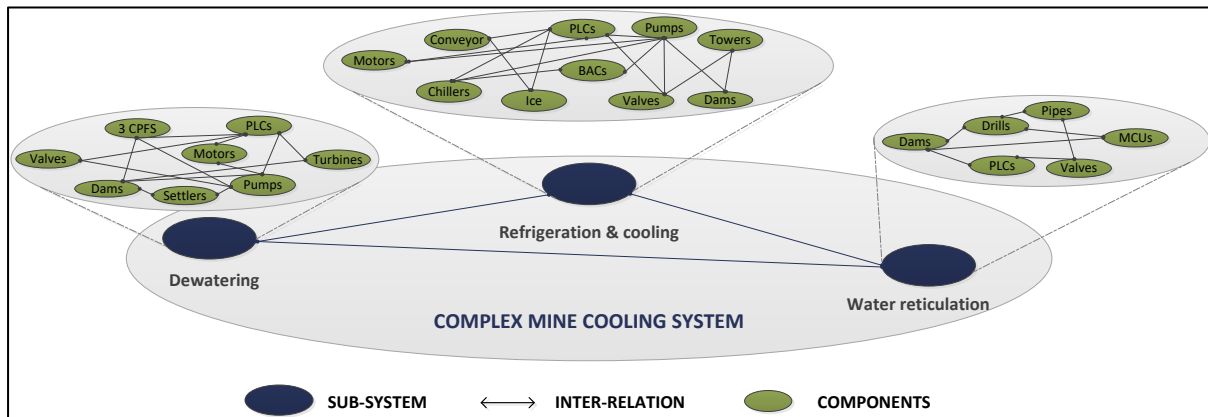 PLCs
Pumps
Conveyor
Towers
Motors
BACs
Chillers
Ice
Valves
Dams
3 CPFS
PLCs
Valves
Motors
Turbines
Dams
Settlers
Pumps
Pipes
Drills
Dams
MCUs
PLCs
Valves
Refrigeration & cooling
Dewatering
Water reticulation
COMPLEX MINE COOLING SYSTEM
SUB-SYSTEM INTER-RELATION COMPONENTS